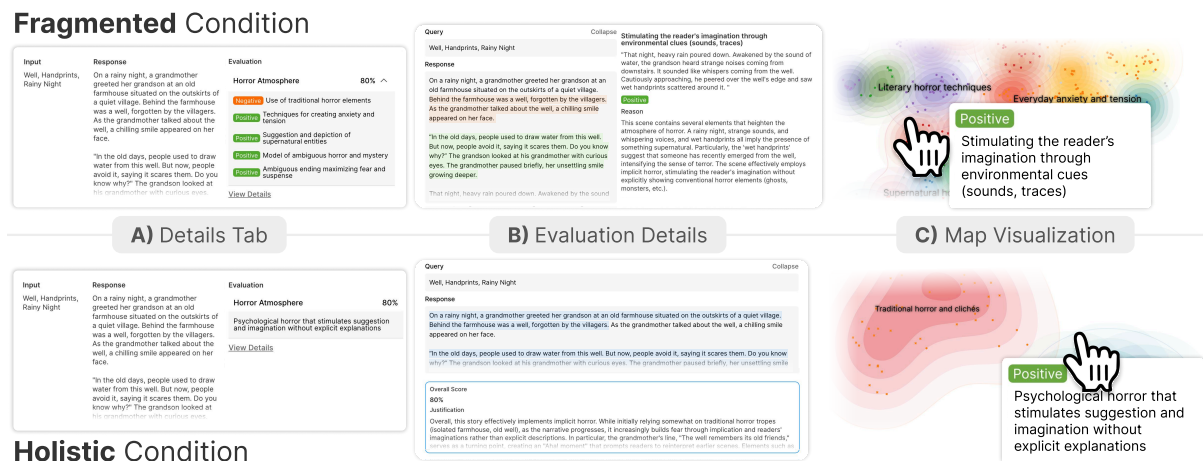 Fragmented Condition
Input
Well, Handprints,
Rainy Night
Response
On a rainy night, a grandmother
greeted her grandson at an old
farmhouse situated on the outskirts of
a quiet village. Behind the farmhouse
was a well, forgotten by the villagers.
As the grandmother talked about the
well, a chilling smile appeared on her
face.
"In the old days, people used to draw
water from this well. But now, people
avoid it, saying it scares them. Do you
know why?" The grandson looked at
his grandmother with curious eyes.
Evaluation
Horror Atmosphere 80%
Negative Use of traditional horror elements
Positive Techniques for creating anxiety and
tension
Positive Suggestion and depiction of
supernatural entities
Positive Model of ambiguous horror and mystery
Positive Ambiguous ending maximizing fear and
suspense
View Details
Query Collapse
Well, Handprints, Rainy Night
Response
On a rainy night, a grandmother greeted her grandson at an
old farmhouse situated on the outskirts of a quiet village.
Behind the farmhouse was a well, forgotten by the villagers.
As the grandmother talked about the well, a chilling smile
appeared on her face.
"In the old days, people used to draw water from this well.
But now, people avoid it, saying it scares them. Do you know
why?" The grandson looked at his grandmother with curious
eyes. The grandmother paused briefly, her unsettling smile
growing deeper.
That night, heavy rain poured down. Awakened by the sound
Stimulating the reader's imagination through
environmental clues (sounds, traces)
"That night, heavy rain poured down. Awakened by the sound of
water, the grandson heard strange noises coming from
downstairs. It sounded like whispers coming from the well.
Cautiously approaching, he peered over the well's edge and saw
wet handprints scattered around it. "
Positive
Reason
This scene contains several elements that heighten the
atmosphere of horror. A rainy night, strange sounds, and
whispering voices, and wet handprints all imply the presence of
something supernatural. Particularly, the 'wet handprints'
suggest that someone has recently emerged from the well,
intensifying the sense of terror. The scene effectively employs
implicit horror, stimulating the reader's imagination without
explicitly showing conventional horror elements (ghosts,
monsters, etc.).
Literary horror techniques
Everyday anxiety and tension
Supernatural
Positive
Stimulating the reader's
imagination through
environmental cues
(sounds, traces)
A) Details Tab
B) Evaluation Details
C) Map Visualization
Input
Well, Handprints,
Rainy Night
Response
On a rainy night, a grandmother
greeted her grandson at an old
farmhouse situated on the outskirts of
a quiet village. Behind the farmhouse
was a well, forgotten by the villagers.
As the grandmother talked about the
well, a chilling smile appeared on her
face.
"In the old days, people used to draw
water from this well. But now, people
avoid it, saying it scares them. Do you
know why?" The grandson looked at
his grandmother with curious eyes.
Evaluation
Horror Atmosphere 80%
Psychological horror that stimulates suggestion
and imagination without explicit explanations
View Details
Query Collapse
Well, Handprints, Rainy Night
Response
On a rainy night, a grandmother greeted her grandson at an old farmhouse situated on the outskirts of a quiet village.
Behind the farmhouse was a well, forgotten by the villagers. As the grandmother talked about the well, a chilling smile
appeared on her face.
"In the old days, people used to draw water from this well. But now, people avoid it, saying it scares them. Do you know
why?" The grandson looked at his grandmother with curious eyes. The grandmother paused briefly, her unsettling smile
Overall Score
80%
Justification
Overall, this story effectively implements implicit horror. While initially relying somewhat on traditional horror tropes
(isolated farmhouse, old well), as the narrative progresses, it increasingly builds fear through implication and readers'
imaginations rather than explicit descriptions. In particular, the grandmother's line, "The well remembers its old friends,"
serves as a turning point, creating an "Aha! moment" that prompts readers to reinterpret earlier scenes. Elements such as
Traditional horror and clichés
Positive
Psychological horror that
stimulates suggestion and
imagination without
explicit explanations
Holistic Condition